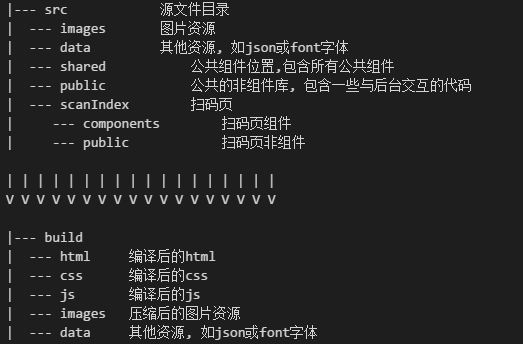 |--- src            源文件目录
|  --- images       图片资源
|  --- data         其他资源, 如json或font字体
|  --- shared           公共组件位置,包含所有公共组件
|  --- public           公共的非组件库, 包含一些与后台交互的代码
|  --- scanIndex        扫码页
|     --- components        扫码页组件
|     --- public            扫码页非组件
| | | | | | | | | | | | | | | | | |
V V V V V V V V V V V V V V V V V V
|--- build
|  --- html     编译后的html
|  --- css      编译后的css
|  --- js       编译后的js
|  --- images   压缩后的图片资源
|  --- data     其他资源, 如json或font字体